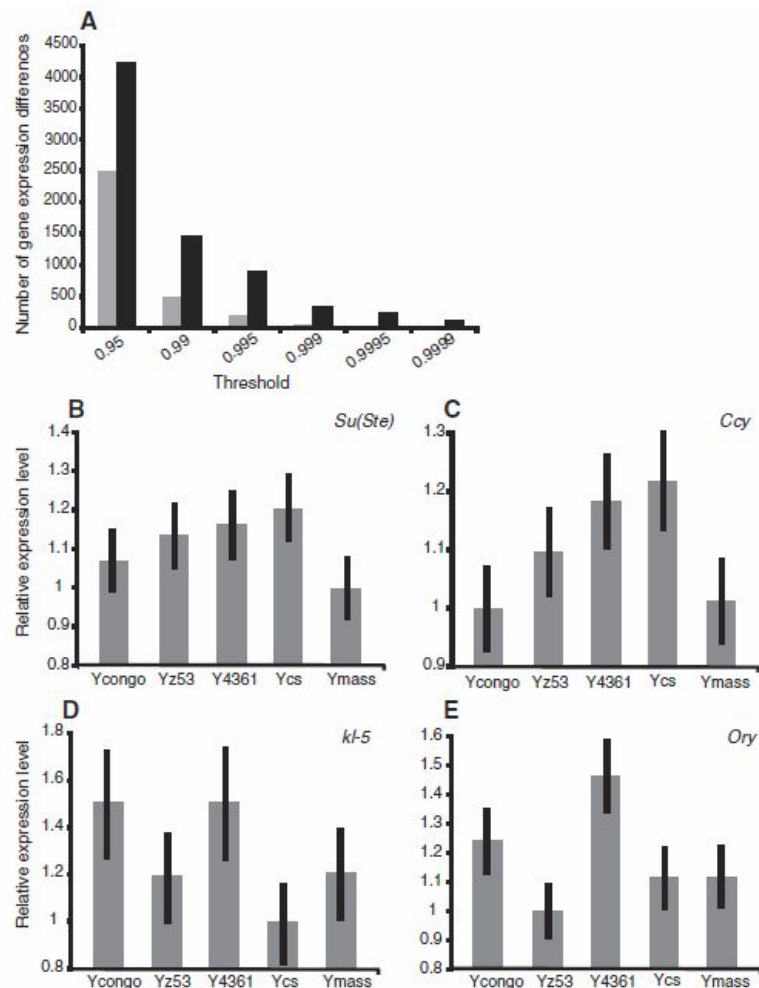 A
Number of gene expression differences
4500
4000
3500
3000
2500
2000
1500
1000
500
0
0.95 0.99 0.995 0.999 0.9995 0.9999
Threshold
B
Su(Ste)
Relative expression level
1.4
1.3
1.2
1.1
1
0.9
0.8
Ycongo Yz53 Y4361 Ycs Ymass
C
Ccy
1.3
1.2
1.1
1
0.9
Ycongo Yz53 Y4361 Ycs Ymass
D
kl-5
Relative expression level
1.8
1.6
1.4
1.2
1
0.8
Ycongo Yz53 Y4361 Ycs Ymass
E
Ory
1.6
1.5
1.4
1.3
1.2
1.1
1
0.9
0.8
Ycongo Yz53 Y4361 Ycs Ymass